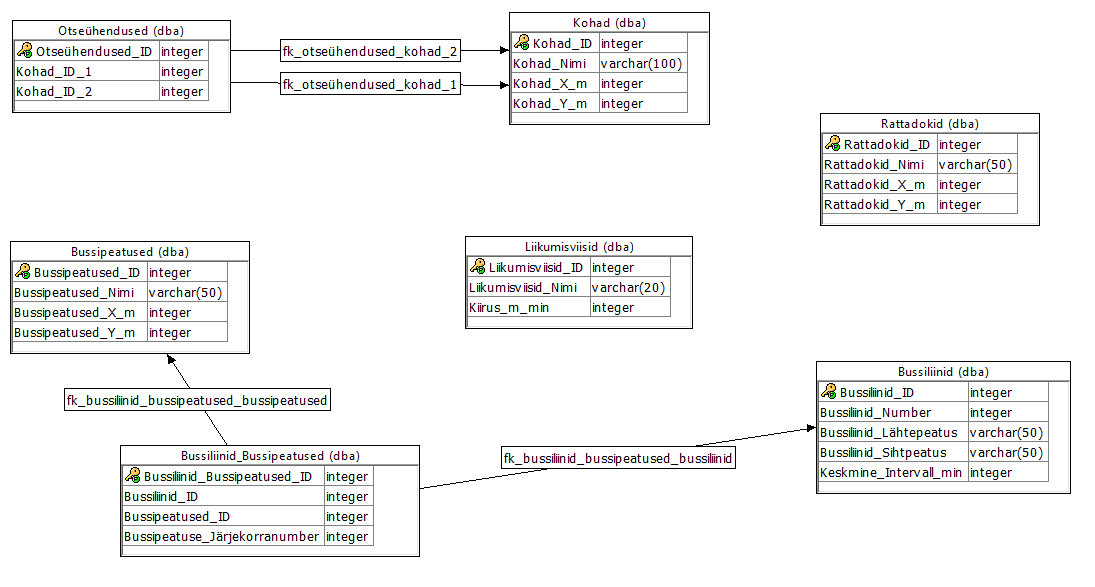 Otseühendused (dba)
Otseühendused_ID integer
Kohad_ID_1 integer
Kohad_ID_2 integer
fk_otseühendused_kohad_2
fk_otseühendused_kohad_1
Kohad (dba)
Kohad_ID integer
Kohad_Nimi varchar(100)
Kohad_X_m integer
Kohad_Y_m integer
Rattadokid (dba)
Rattadokid_ID integer
Rattadokid_Nimi varchar(50)
Rattadokid_X_m integer
Rattadokid_Y_m integer
Bussipeatused (dba)
Bussipeatused_ID integer
Bussipeatused_Nimi varchar(50)
Bussipeatused_X_m integer
Bussipeatused_Y_m integer
Liikumisviisid (dba)
Liikumisviisid_ID integer
Liikumisviisid_Nimi varchar(20)
Kiirus_m_min integer
fk_bussiliinid_bussipeatused_bussipeatused
Bussiliinid (dba)
Bussiliinid_ID integer
Bussiliinid_Number integer
Bussiliinid_Lähtepeatus varchar(50)
Bussiliinid_Sihtpeatus varchar(50)
Keskmine_Intervall_min integer
fk_bussiliinid_bussipeatused_bussiliinid
Bussiliinid_Bussipeatused (dba)
Bussiliinid_Bussipeatused_ID integer
Bussiliinid_ID integer
Bussipeatused_ID integer
Bussipeatuse_Järjekorranumber integer